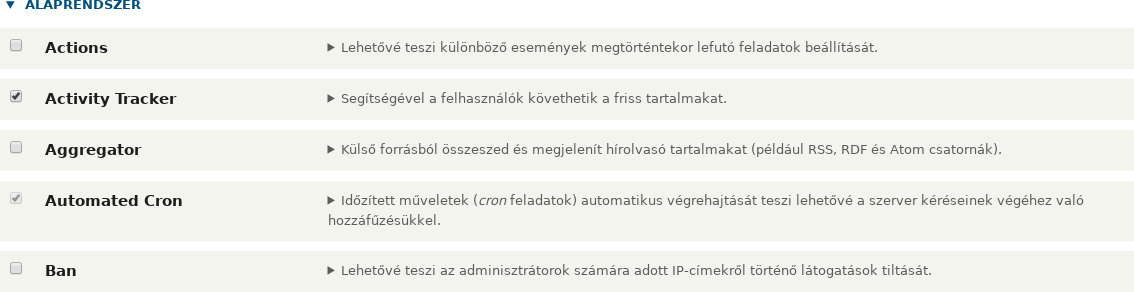 ▼ ALAPRENDSZER
Actions
► Lehetővé teszi különböző események megtörténtekor lefutó feladatok beállítását.
Activity Tracker
► Segítségével a felhasználók követhetik a friss tartalmakat.
Aggregator
► Külső forrásból összeszed és megjelenít hírolvasó tartalmakat (például RSS, RDF és Atom csatornák).
Automated Cron
► Időzített műveletek (cron feladatok) automatikus végrehajtását teszi lehetővé a szerver kéréseinek végéhez való
hozzáfűzésükkel.
Ban
► Lehetővé teszi az adminisztrátorok számára adott IP-címekről történő látogatások tiltását.